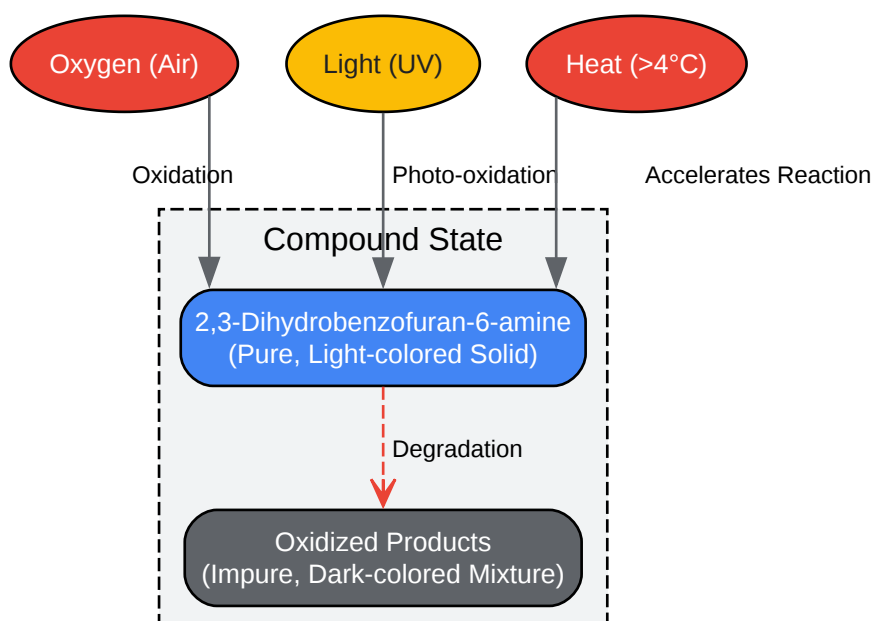 Oxygen (Air)
Light (UV)
Heat (>4°C)
Oxidation
Photo-oxidation
Accelerates Reaction
Compound State
2,3-Dihydrobenzofuran-6-amine
(Pure, Light-colored Solid)
Degradation
Oxidized Products
(Impure, Dark-colored Mixture)